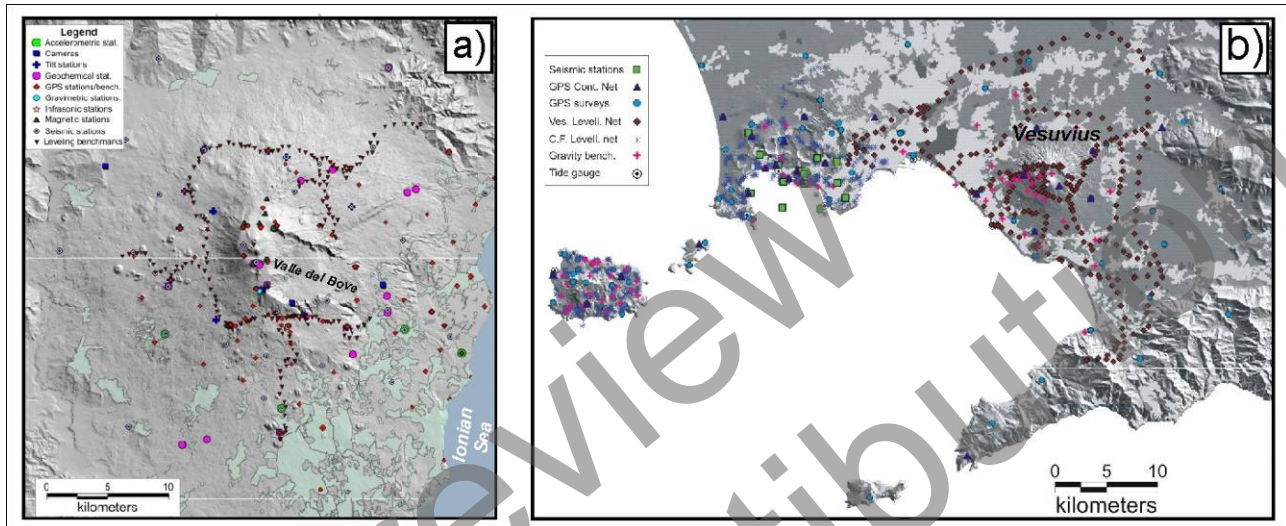 a)
Legend
Accelerometric stat.
Cameras
Tilt stations
Geochemical stat.
GPS stations/bench.
Gravimetric stations.
Infrasonic stations
Magnetic stations
Seismic stations
Leveling benchmarks
Valle del Bove
Ionian
Sea
0 5 10
kilometers
b)
Seismic stations
GPS Cont. Net
GPS surveys
Ves. Levell. Net
C.F. Levell. net
Gravity bench.
Tide gauge
Vesuvius
0 5 10
kilometers